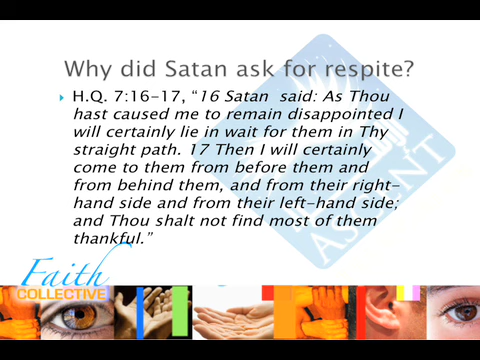 Why did Satan ask for respite?
H.Q. 7:16-17, "16 Satan said: As Thou
hast caused me to remain disappointed I
will certainly lie in wait for them in Thy
straight path. 17 Then I will certainly
come to them from before them and
from behind them, and from their right-
hand side and from their left-hand side;
and Thou shalt not find most of them
thankful."
ASCENT
Faith
COLLECTIVE